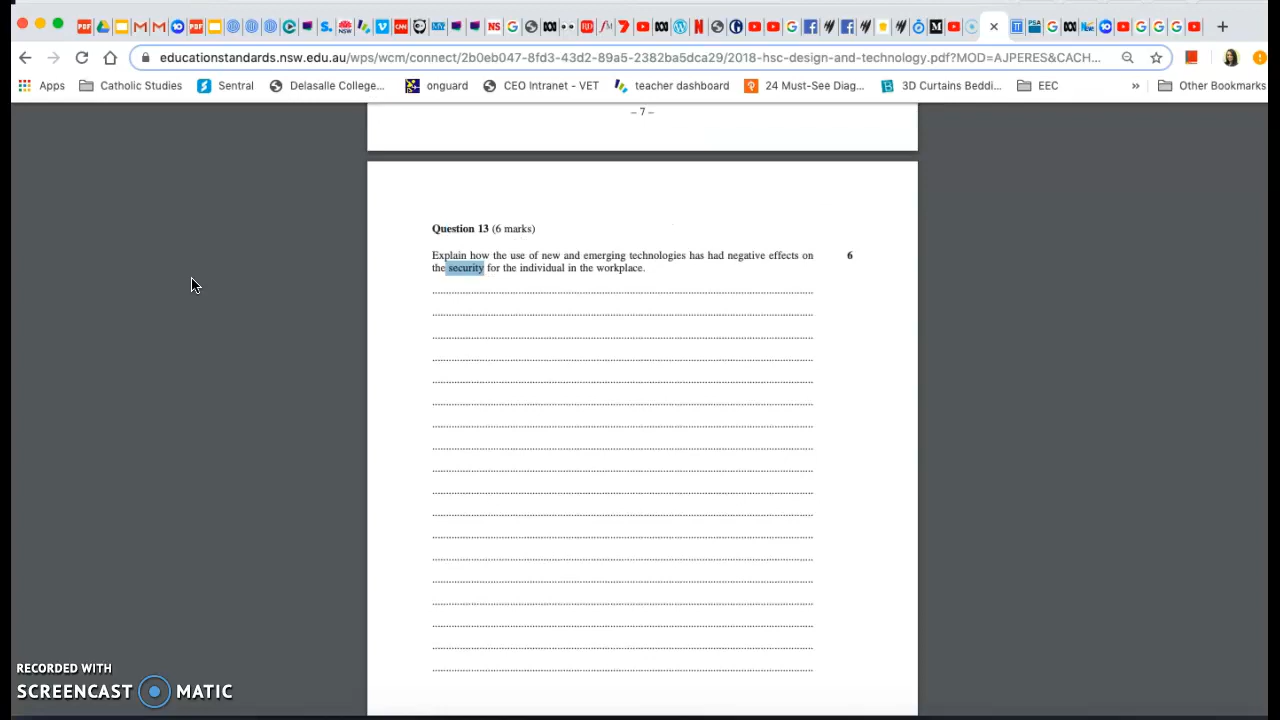 educationstandards.nsw.edu.au/wps/wcm/connect/2b0eb047-8fd3-43d2-89a5-2382ba5dca29/2018-hsc-design-and-technology.pdf?MOD=AJPERES&CACH...
Apps Catholic Studies Sentral Delasalle College... onguard CEO Intranet - VET teacher dashboard 24 Must-See Diag... 3D Curtains Beddi... EEC » Other Bookmarks
– 7 –
Question 13 (6 marks)
Explain how the use of new and emerging technologies has had negative effects on 6
the security for the individual in the workplace.
RECORDED WITH
SCREENCAST MATIC